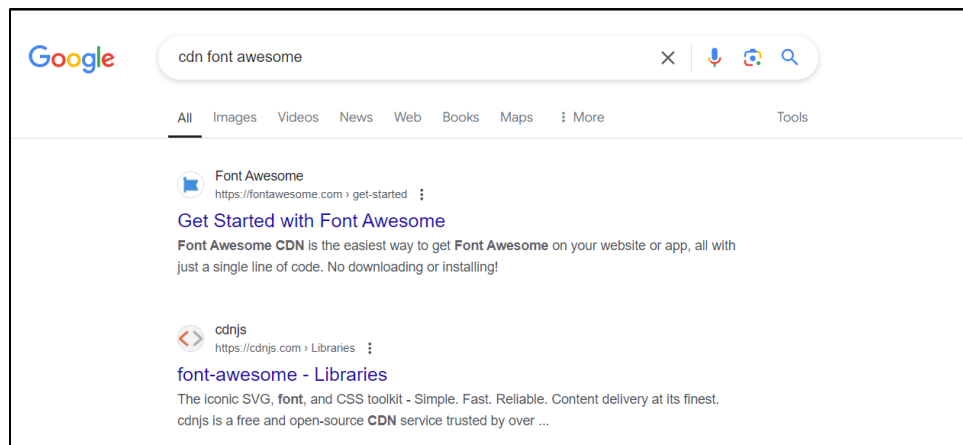 Google
cdn font awesome
All Images Videos News Web Books Maps More Tools
Font Awesome
https://fontawesome.com › get-started
Get Started with Font Awesome
Font Awesome CDN is the easiest way to get Font Awesome on your website or app, all with
just a single line of code. No downloading or installing!
cdnjs
https://cdnjs.com › Libraries
font-awesome - Libraries
The iconic SVG, font, and CSS toolkit - Simple. Fast. Reliable. Content delivery at its finest.
cdnjs is a free and open-source CDN service trusted by over ...